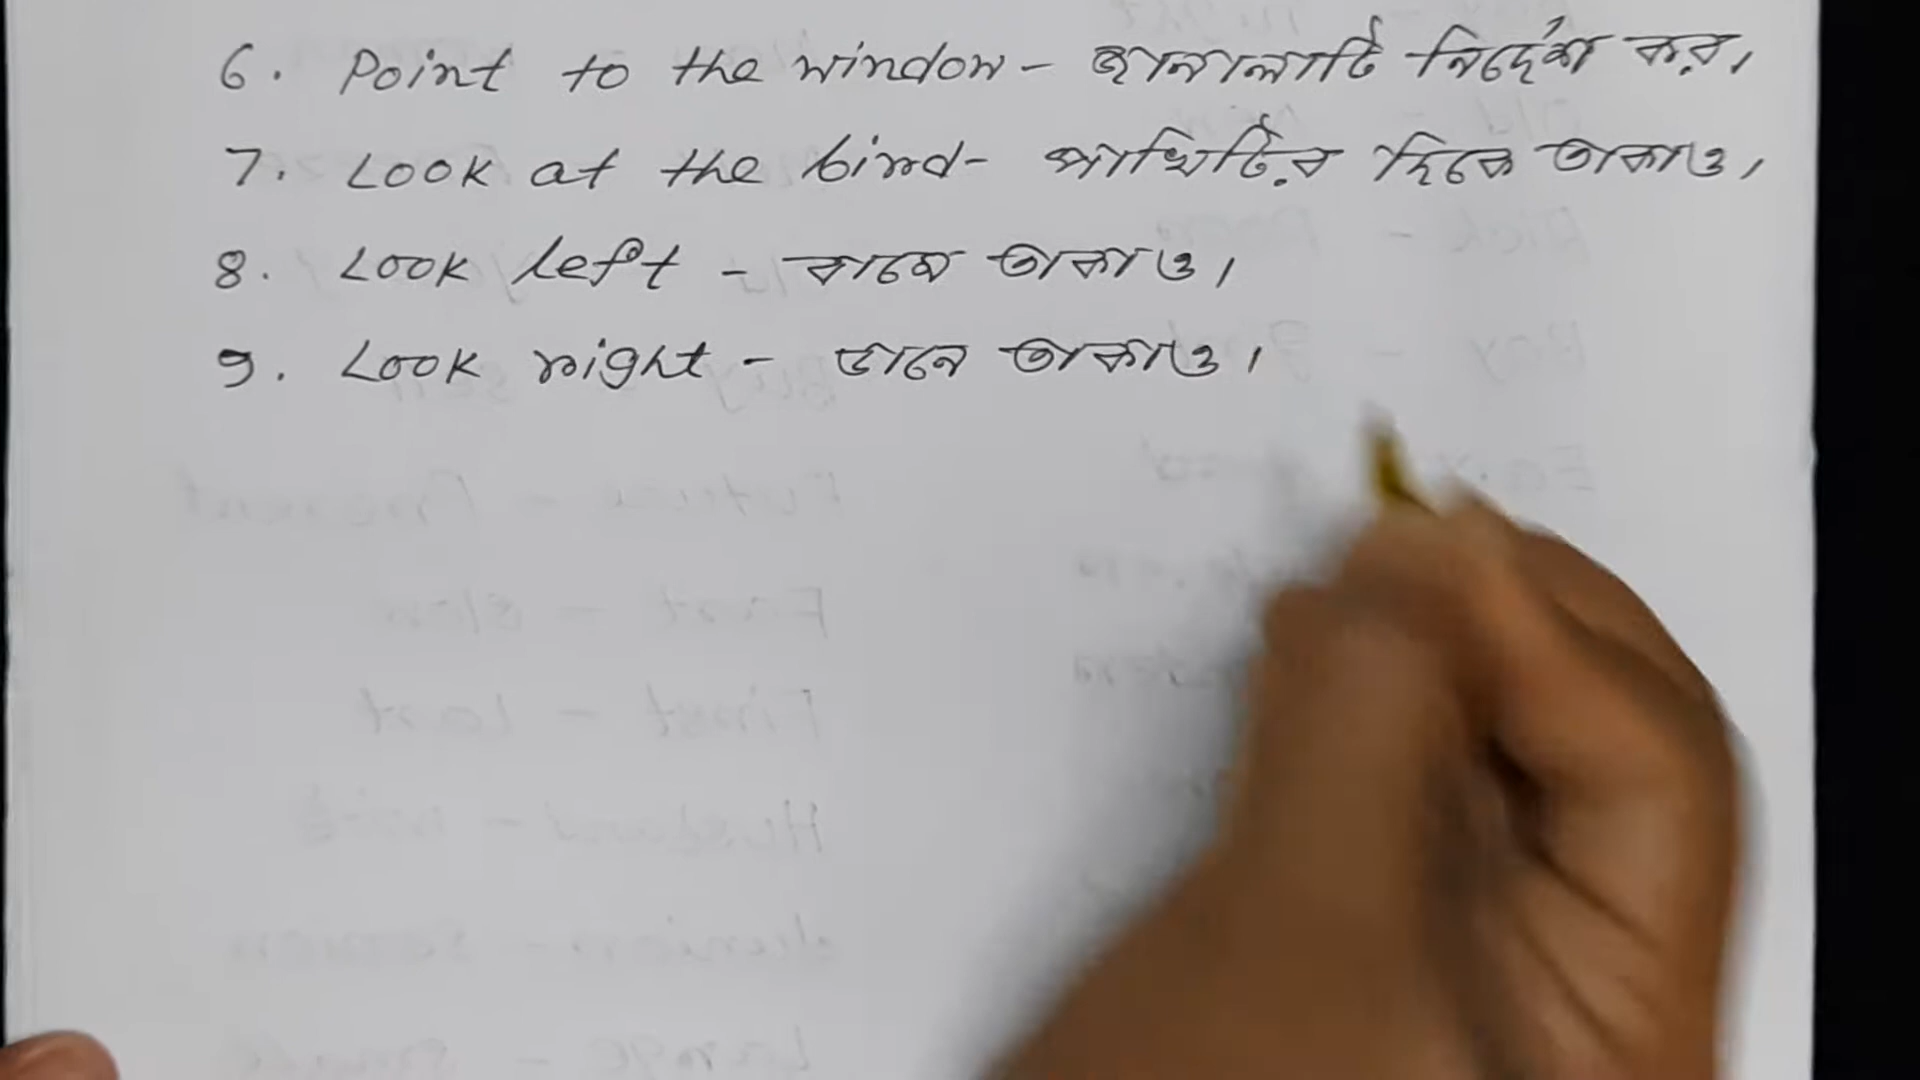 6. Point to the window - জানালাটি নির্দেশ কর।
7. Look at the bird - পাখিটির দিকে তাকাও।
8. Look left - বামে তাকাও।
9. Look right - ডানে তাকাও।